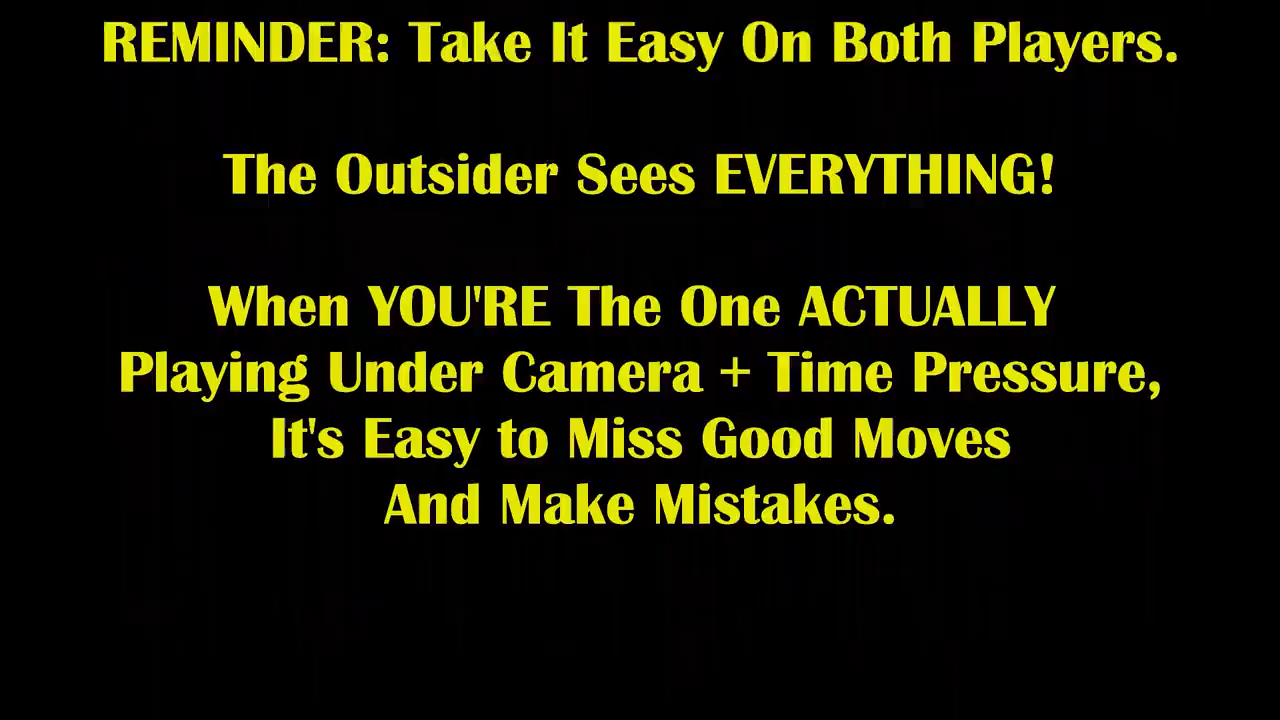 REMINDER: Take It Easy On Both Players.
The Outsider Sees EVERYTHING!
When YOU'RE The One ACTUALLY
Playing Under Camera + Time Pressure,
It's Easy to Miss Good Moves
And Make Mistakes.